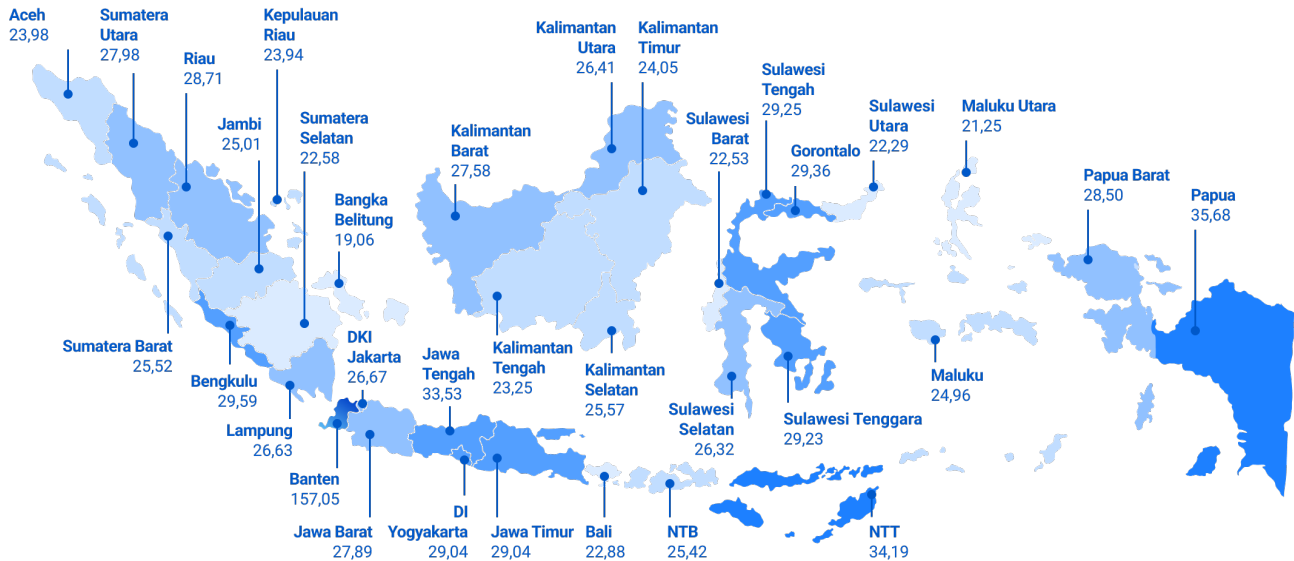 Aceh
23,98
Sumatera
Utara
27,98
Riau
28,71
Kepulauan
Riau
23,94
Jambi
25,01
Sumatera
Selatan
22,58
Bangka
Belitung
19,06
Kalimantan
Barat
27,58
Kalimantan
Utara
26,41
Kalimantan
Timur
24,05
Sulawesi
Barat
22,53
Sulawesi
Tengah
29,25
Gorontalo
29,36
Sulawesi
Utara
22,29
Maluku Utara
21,25
Papua Barat
28,50
Papua
35,68
Sumatera Barat
25,52
Bengkulu
29,59
Lampung
26,63
DKI
Jakarta
26,67
Jawa
Tengah
33,53
Kalimantan
Tengah
23,25
Kalimantan
Selatan
25,57
Sulawesi
Selatan
26,32
Sulawesi Tenggara
29,23
Maluku
24,96
Banten
157,05
Jawa Barat
27,89
DI
Yogyakarta
29,04
Jawa Timur
29,04
Bali
22,88
NTB
25,42
NTT
34,19